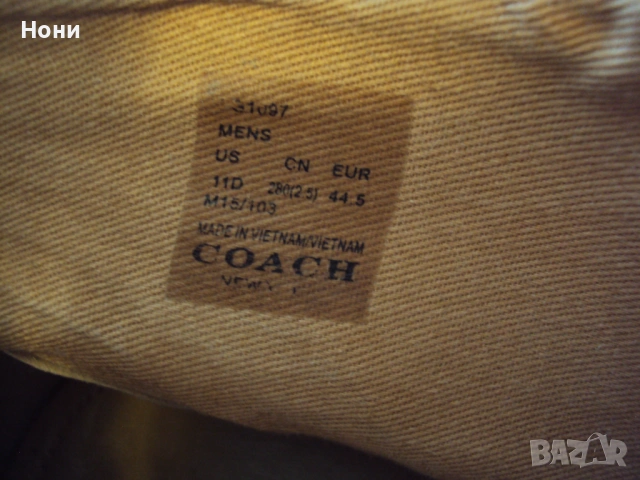 Нони
MENS
US CN EUR
11D 280(2.5) 44.5
M15/103
MADE IN VIETNAM/VIETNAM
COACH
BAZAR